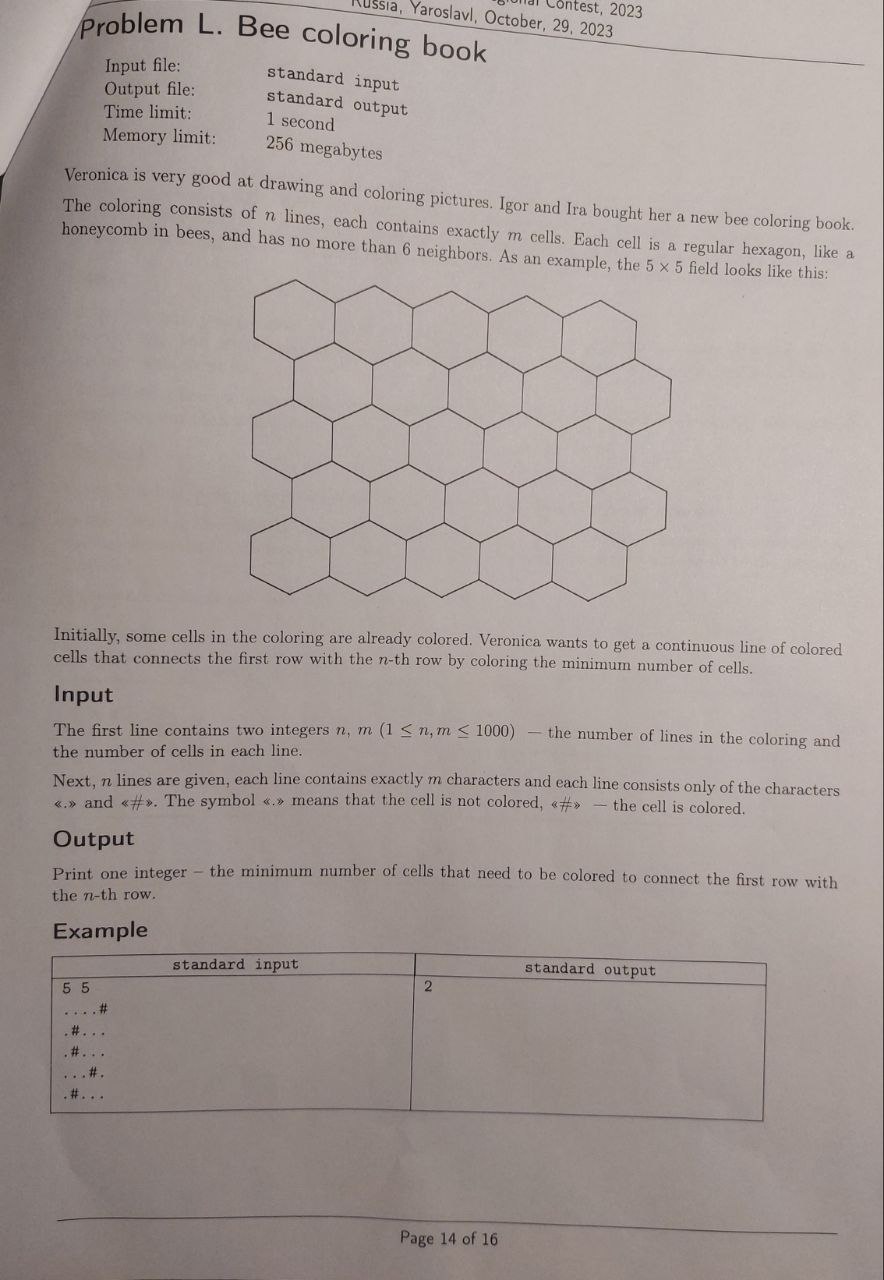 Contest, 2023
Russia, Yaroslavl, October, 29, 2023
Problem L. Bee coloring book
Input file: standard input
Output file: standard output
Time limit: 1 second
Memory limit: 256 megabytes
Veronica is very good at drawing and coloring pictures. Igor and Ira bought her a new bee coloring book.
The coloring consists of n lines, each contains exactly m cells. Each cell is a regular hexagon, like a
honeycomb in bees, and has no more than 6 neighbors. As an example, the 5 × 5 field looks like this:
Initially, some cells in the coloring are already colored. Veronica wants to get a continuous line of colored
cells that connects the first row with the n-th row by coloring the minimum number of cells.
Input
The first line contains two integers n, m (1 ≤ n, m ≤ 1000) — the number of lines in the coloring and
the number of cells in each line.
Next, n lines are given, each line contains exactly m characters and each line consists only of the characters
«.» and «#». The symbol «.» means that the cell is not colored, «#» — the cell is colored.
Output
Print one integer – the minimum number of cells that need to be colored to connect the first row with
the n-th row.
Example
standard input standard output
5 5 2
....#
.#...
.#...
...#.
.#...
Page 14 of 16